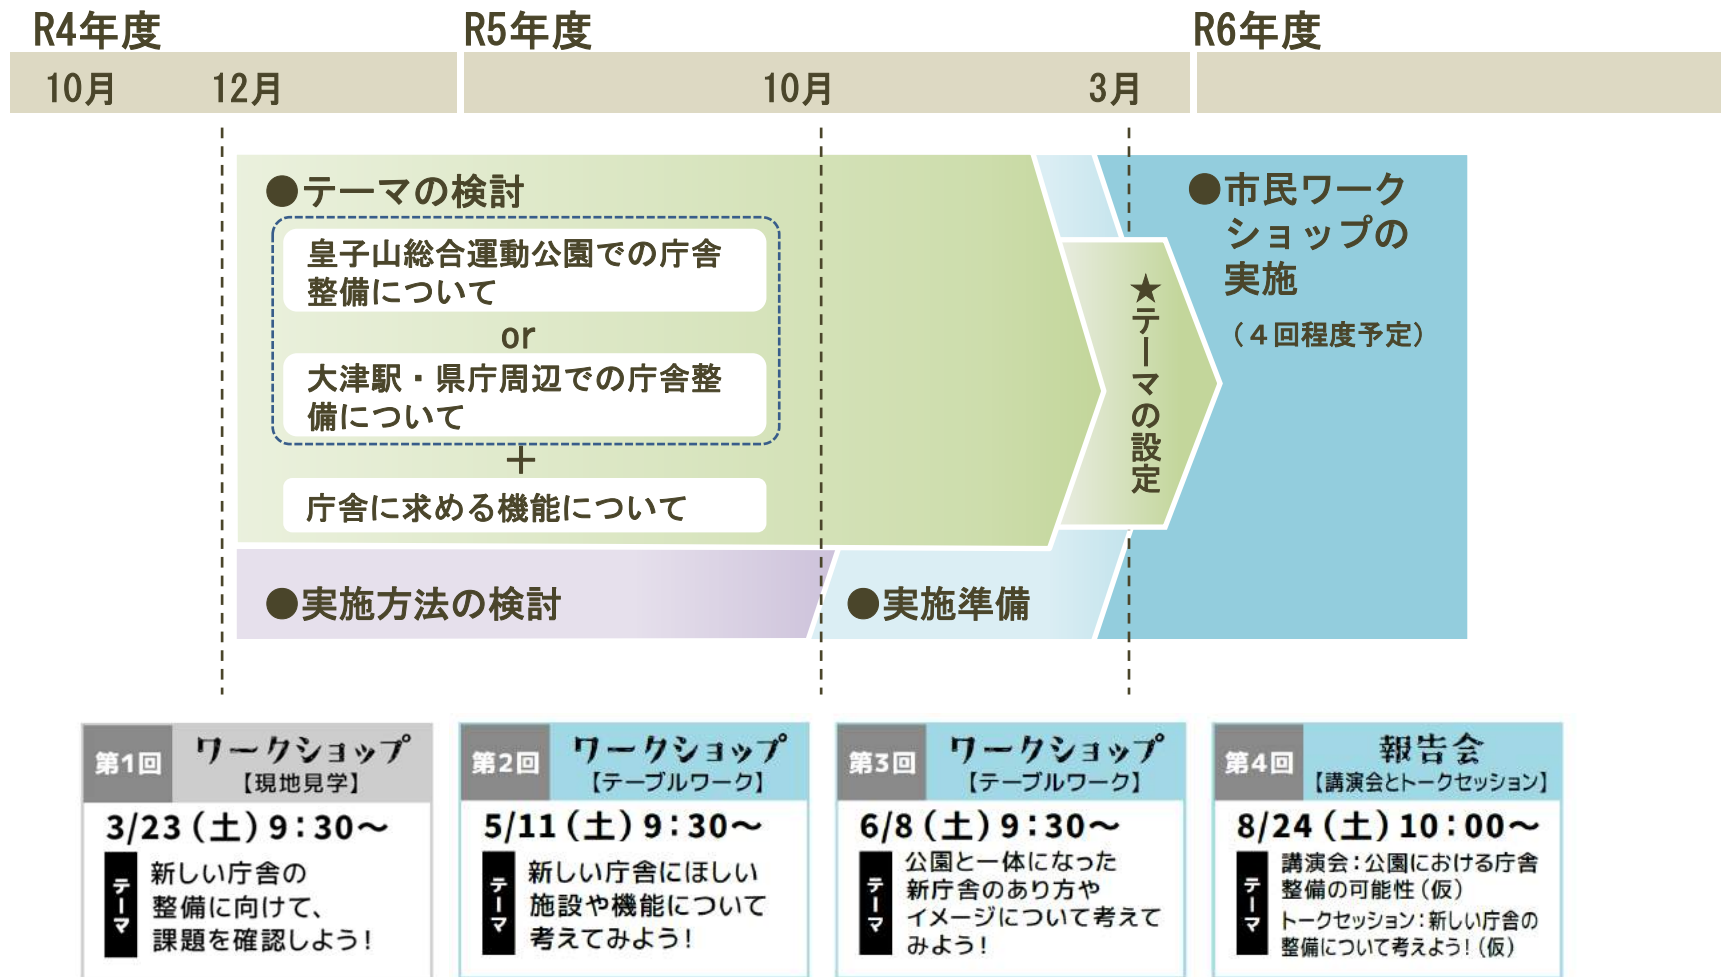 R4年度
R5年度
R6年度
10月
12月
10月
3月
●テーマの検討
皇子山総合運動公園での庁舎
整備について
or
大津駅・県庁周辺での庁舎整
備について
＋
庁舎に求める機能について
★テーマの設定
●市民ワーク
ショップの
実施
（４回程度予定）
●実施方法の検討
●実施準備
第1回
ワークショップ
【現地見学】
3/23（土）9：30～
テーマ
新しい庁舎の
整備に向けて、
課題を確認しよう！
第2回
ワークショップ
【テーブルワーク】
5/11（土）9：30～
テーマ
新しい庁舎にほしい
施設や機能について
考えてみよう！
第3回
ワークショップ
【テーブルワーク】
6/8（土）9：30～
テーマ
公園と一体になった
新庁舎のあり方や
イメージについて考えて
みよう！
第4回
報告会
【講演会とトークセッション】
8/24（土）10：00～
テーマ
講演会：公園における庁舎
整備の可能性（仮）
トークセッション：新しい庁舎の
整備について考えよう！（仮）